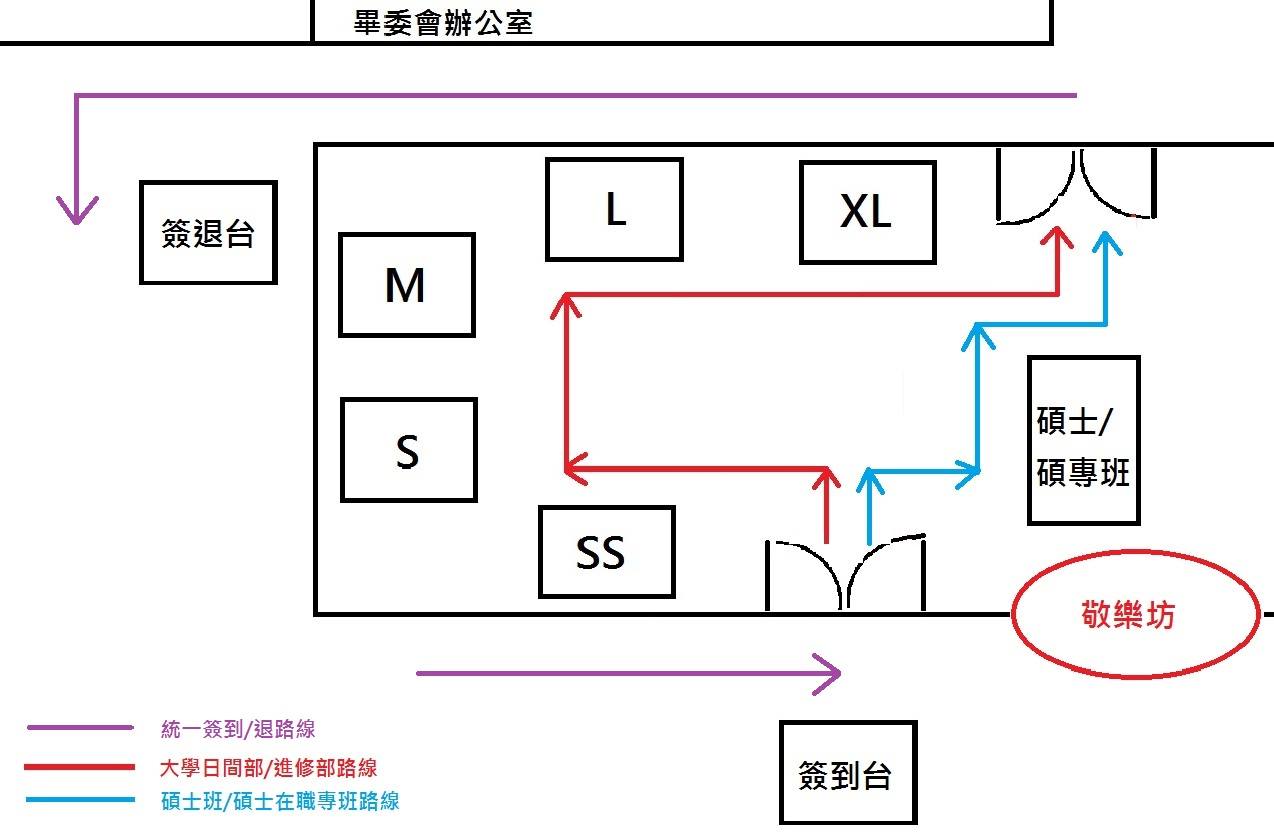 畢委會辦公室
L
XL
簽退台
M
S
碩士/
碩專班
SS
敬樂坊
統一簽到/退路線
大學日間部/進修部路線
碩士班/碩士在職專班路線
簽到台